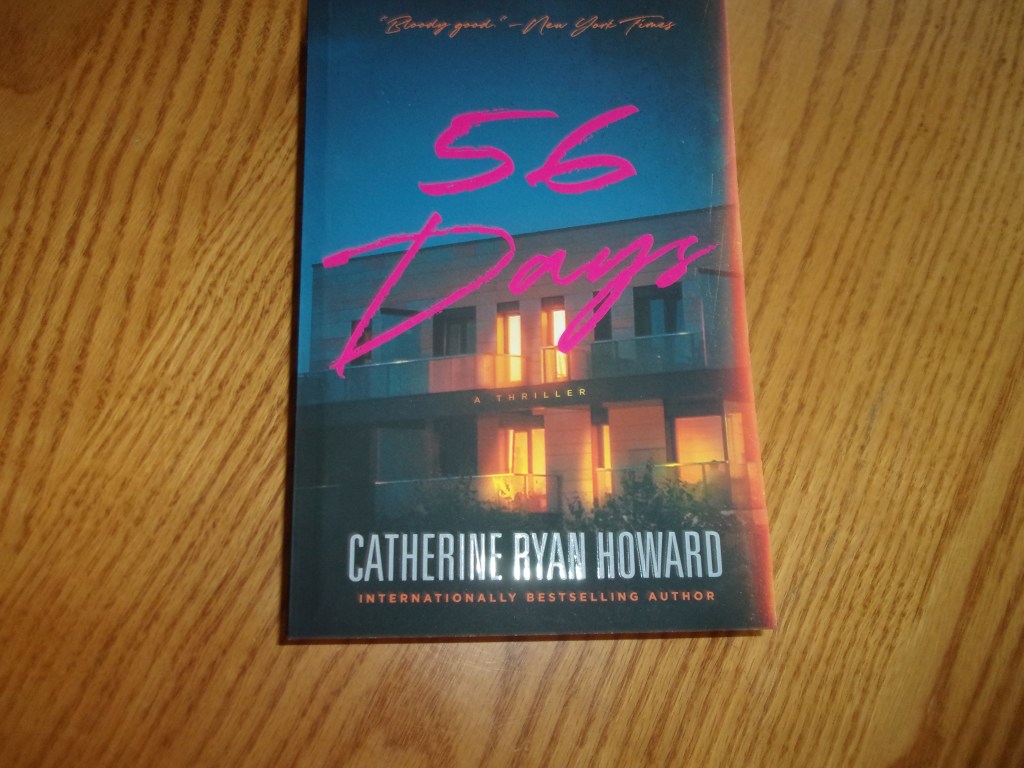 "Bloody good." —New York Times
56
Days
A THRILLER
CATHERINE RYAN HOWARD
INTERNATIONALLY BESTSELLING AUTHOR